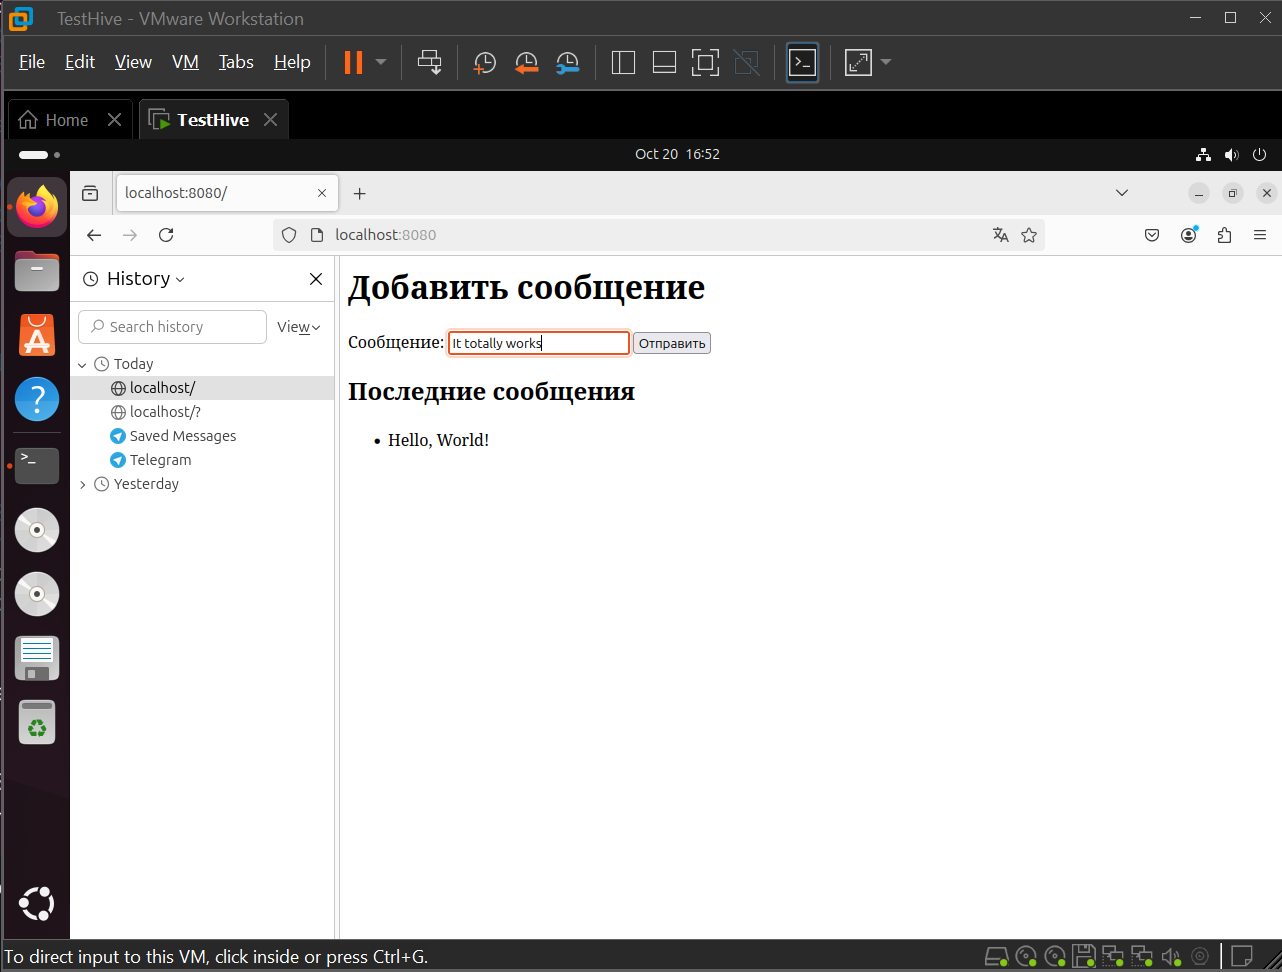 TestHive - VMware Workstation
File Edit View VM Tabs Help
Home TestHive
Oct 20 16:52
localhost:8080/
localhost:8080
History
Search history View
Today
localhost/
localhost/?
Saved Messages
Telegram
Yesterday
Добавить сообщение
Сообщение: It totally works Отправить
Последние сообщения
Hello, World!
To direct input to this VM, click inside or press Ctrl+G.